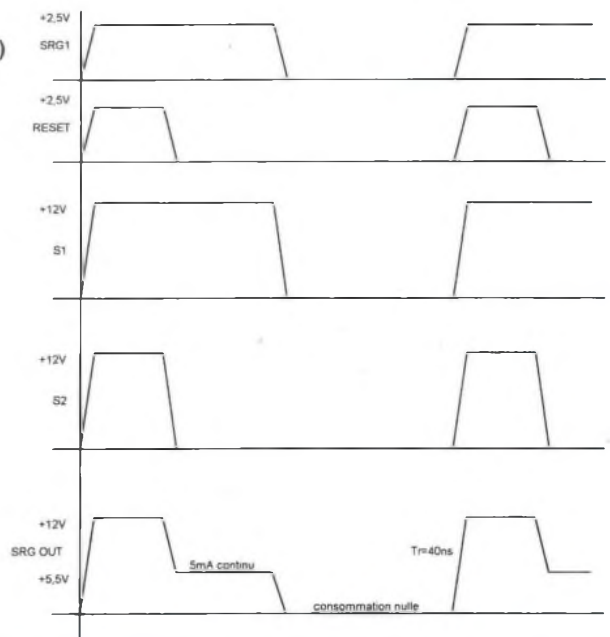 +2,5V
)
SRG1
+2,5V
RESET
+12V
S1
+12V
S2
+12V
SRG OUT
Tr=40ns
5mA continu
+5,5V
consommation nulle